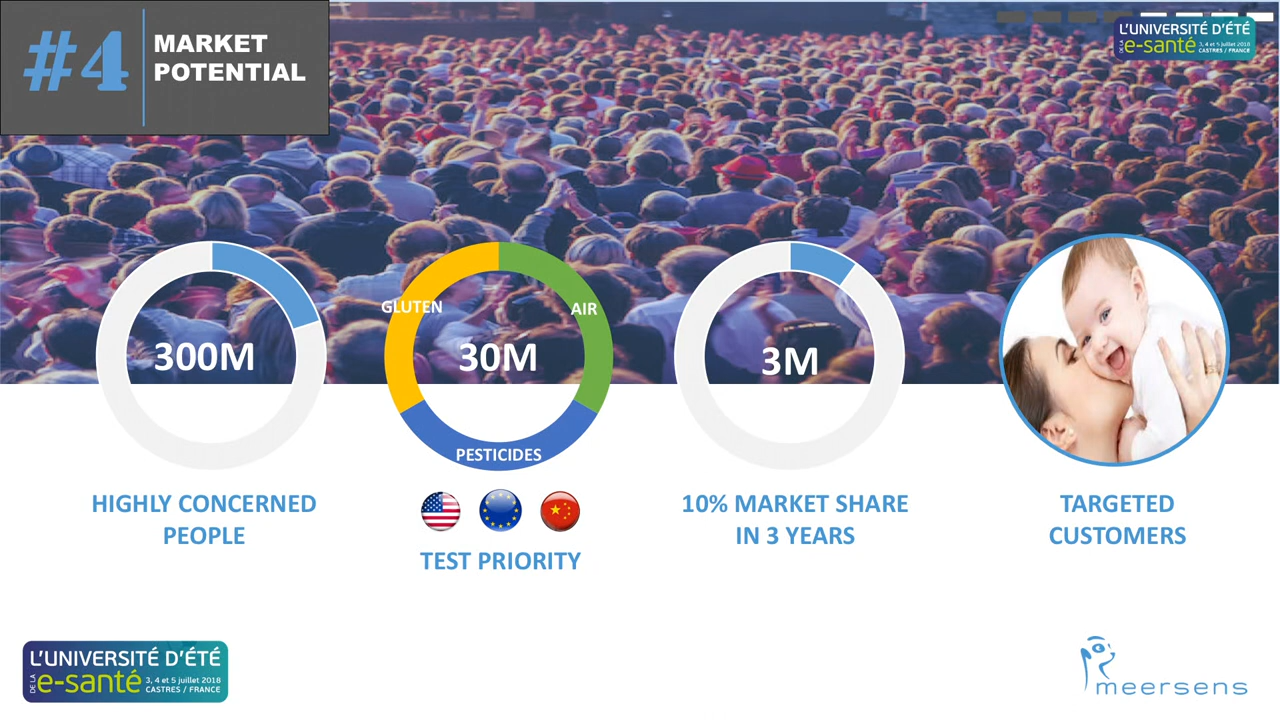 #4
MARKET
POTENTIAL
L'UNIVERSITÉ D'ÉTÉ
DE LA e-santé 3, 4 et 5 juillet 2018
CASTRES / FRANCE
300M
GLUTEN
AIR
30M
PESTICIDES
3M
HIGHLY CONCERNED
PEOPLE
TEST PRIORITY
10% MARKET SHARE
IN 3 YEARS
TARGETED
CUSTOMERS
L'UNIVERSITÉ D'ÉTÉ
DE LA e-santé 3, 4 et 5 juillet 2018
CASTRES / FRANCE
meersens